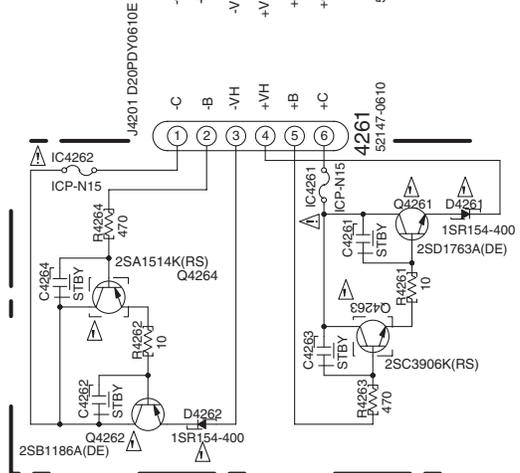 J4201 D20PDY0610E
-C
-B
-VH
+VH
+B
+C
1 2 3 4 5 6
4261
52147-0610
IC4262
ICP-N15
IC4261
ICP-N15
R4264
470
2SA1514K(RS)
Q4264
C4264
STBY
R4262
10
C4262
STBY
Q4262
2SB1186A(DE)
D4262
1SR154-400
Q4261
D4261
1SR154-400
2SD1763A(DE)
C4261
STBY
R4261
10
Q4263
C4263
STBY
2SC3906K(RS)
R4263
470